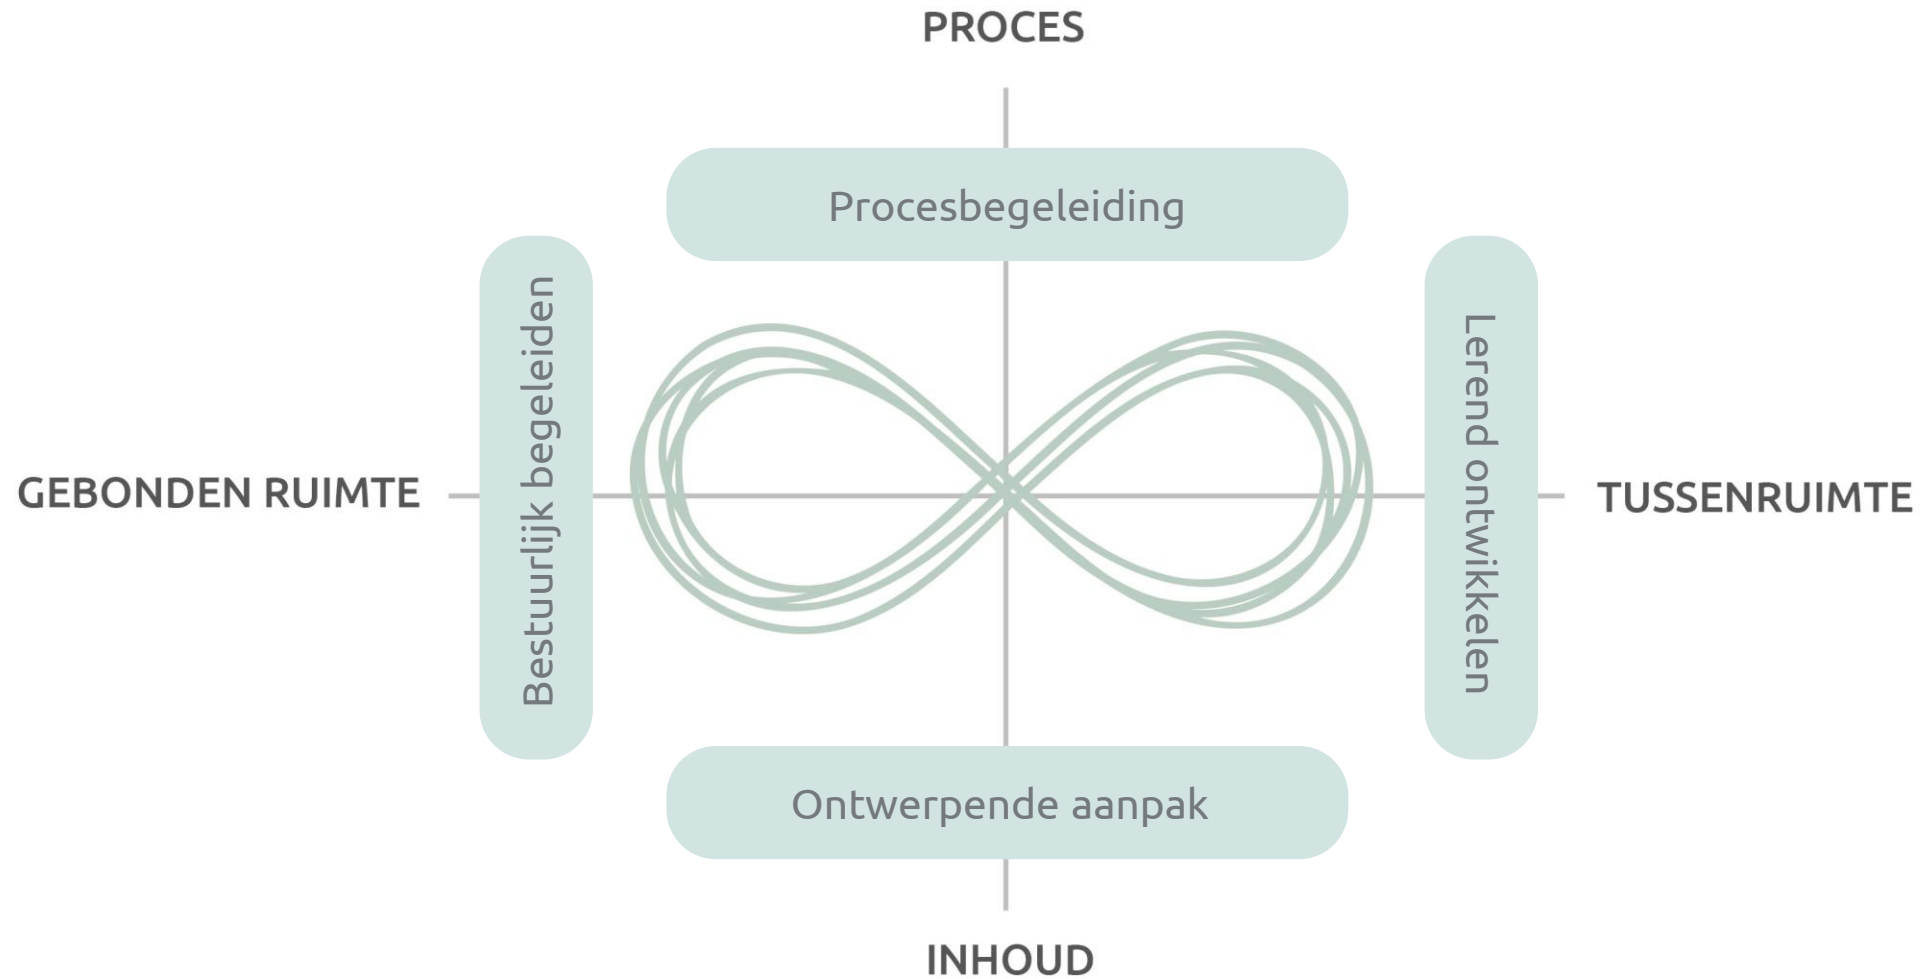 PROCES
Procesbegeleiding
Bestuurlijk begeleiden
Lerend ontwikkelen
GEBONDEN RUIMTE
TUSSENRUIMTE
Ontwerpende aanpak
INHOUD